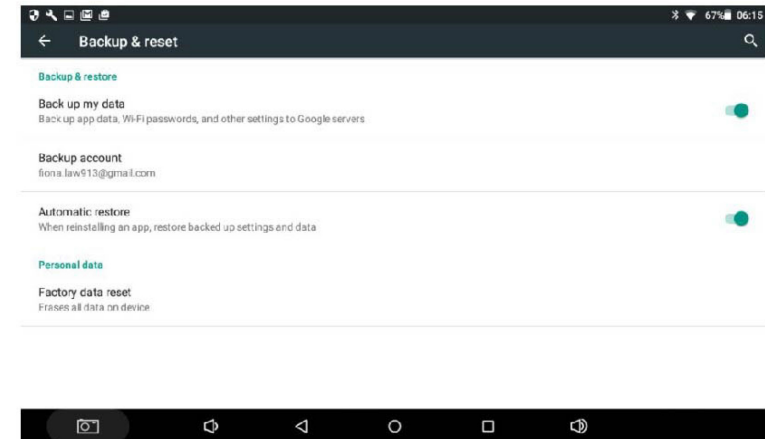 67% 06:15
Backup & reset
Backup & restore
Back up my data
Back up app data, Wi-Fi passwords, and other settings to Google servers
Backup account
fiona.law913@gmail.com
Automatic restore
When reinstalling an app, restore backed up settings and data
Personal data
Factory data reset
Erases all data on device